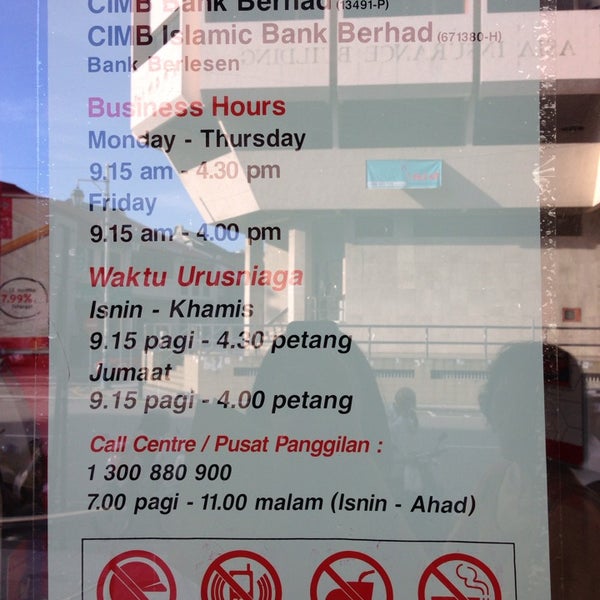 CIMB Bank Berhad (13491-P)
CIMB Islamic Bank Berhad (671380-H)
Bank Berlesen
ASIA INSURANCE BUILDING
Business Hours
Monday - Thursday
9.15 am - 4.30 pm
Friday
9.15 am - 4.00 pm
Waktu Urusniaga
Isnin - Khamis
9.15 pagi - 4.30 petang
Jumaat
9.15 pagi - 4.00 petang
7.99%
Call Centre / Pusat Panggilan :
1 300 880 900
7.00 pagi - 11.00 malam (Isnin - Ahad)